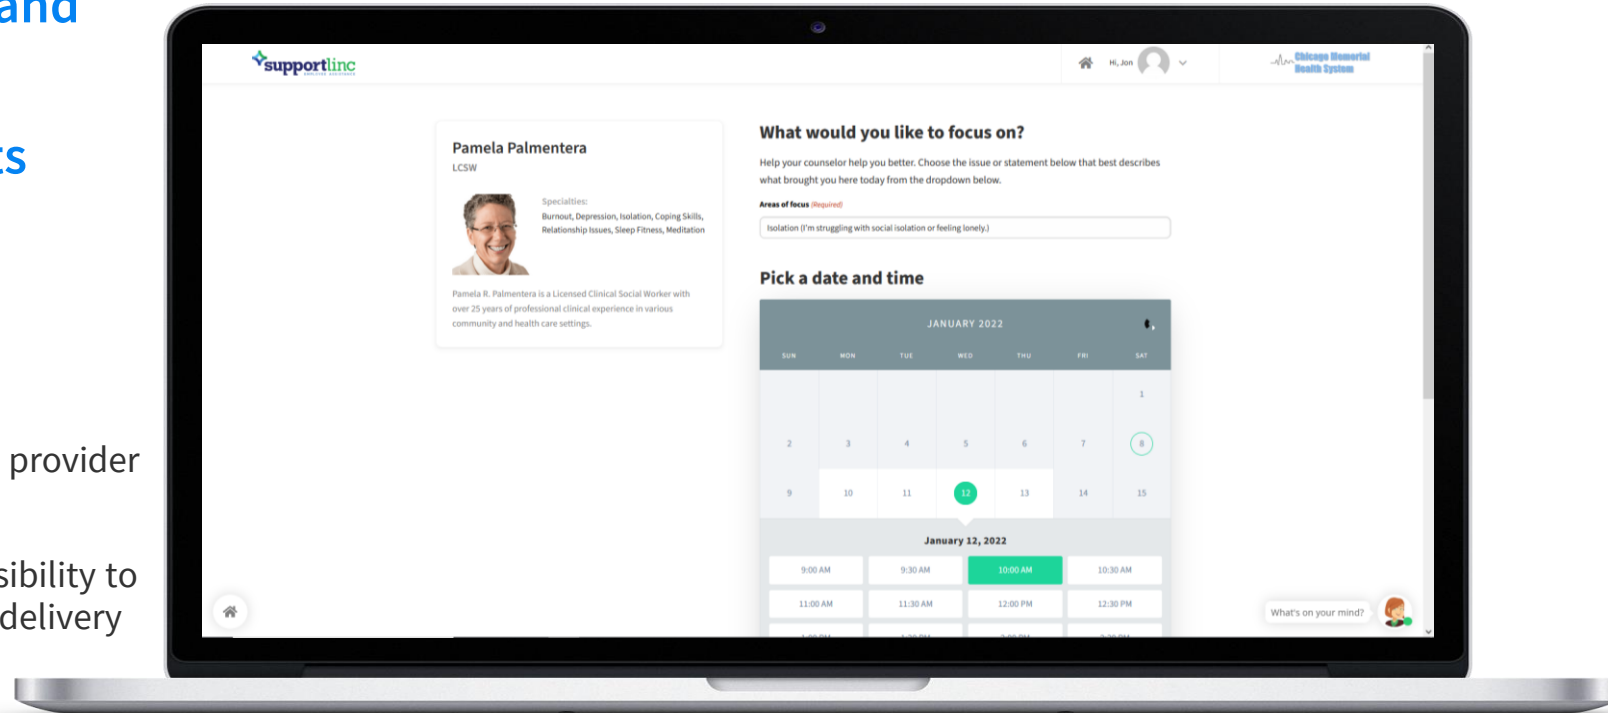 and
ts
provider
sibility to
delivery
supportlinc
Hi, Jon
Chicago Memorial
Health System
Pamela Palmentera
LCSW
Specialties:
Burnout, Depression, Isolation, Coping Skills,
Relationship Issues, Sleep Fitness, Meditation
Pamela R. Palmentera is a Licensed Clinical Social Worker with
over 25 years of professional clinical experience in various
community and health care settings.
What would you like to focus on?
Help your counselor help you better. Choose the issue or statement below that best describes
what brought you here today from the dropdown below.
Areas of focus (Required)
Isolation (I'm struggling with social isolation or feeling lonely.)
Pick a date and time
JANUARY 2022
SUN MON TUE WED THU FRI SAT
1
2 3 4 5 6 7 8
9 10 11 12 13 14 15
January 12, 2022
9:00 AM 9:30 AM 10:00 AM 10:30 AM
11:00 AM 11:30 AM 12:00 PM 12:30 PM
What's on your mind?